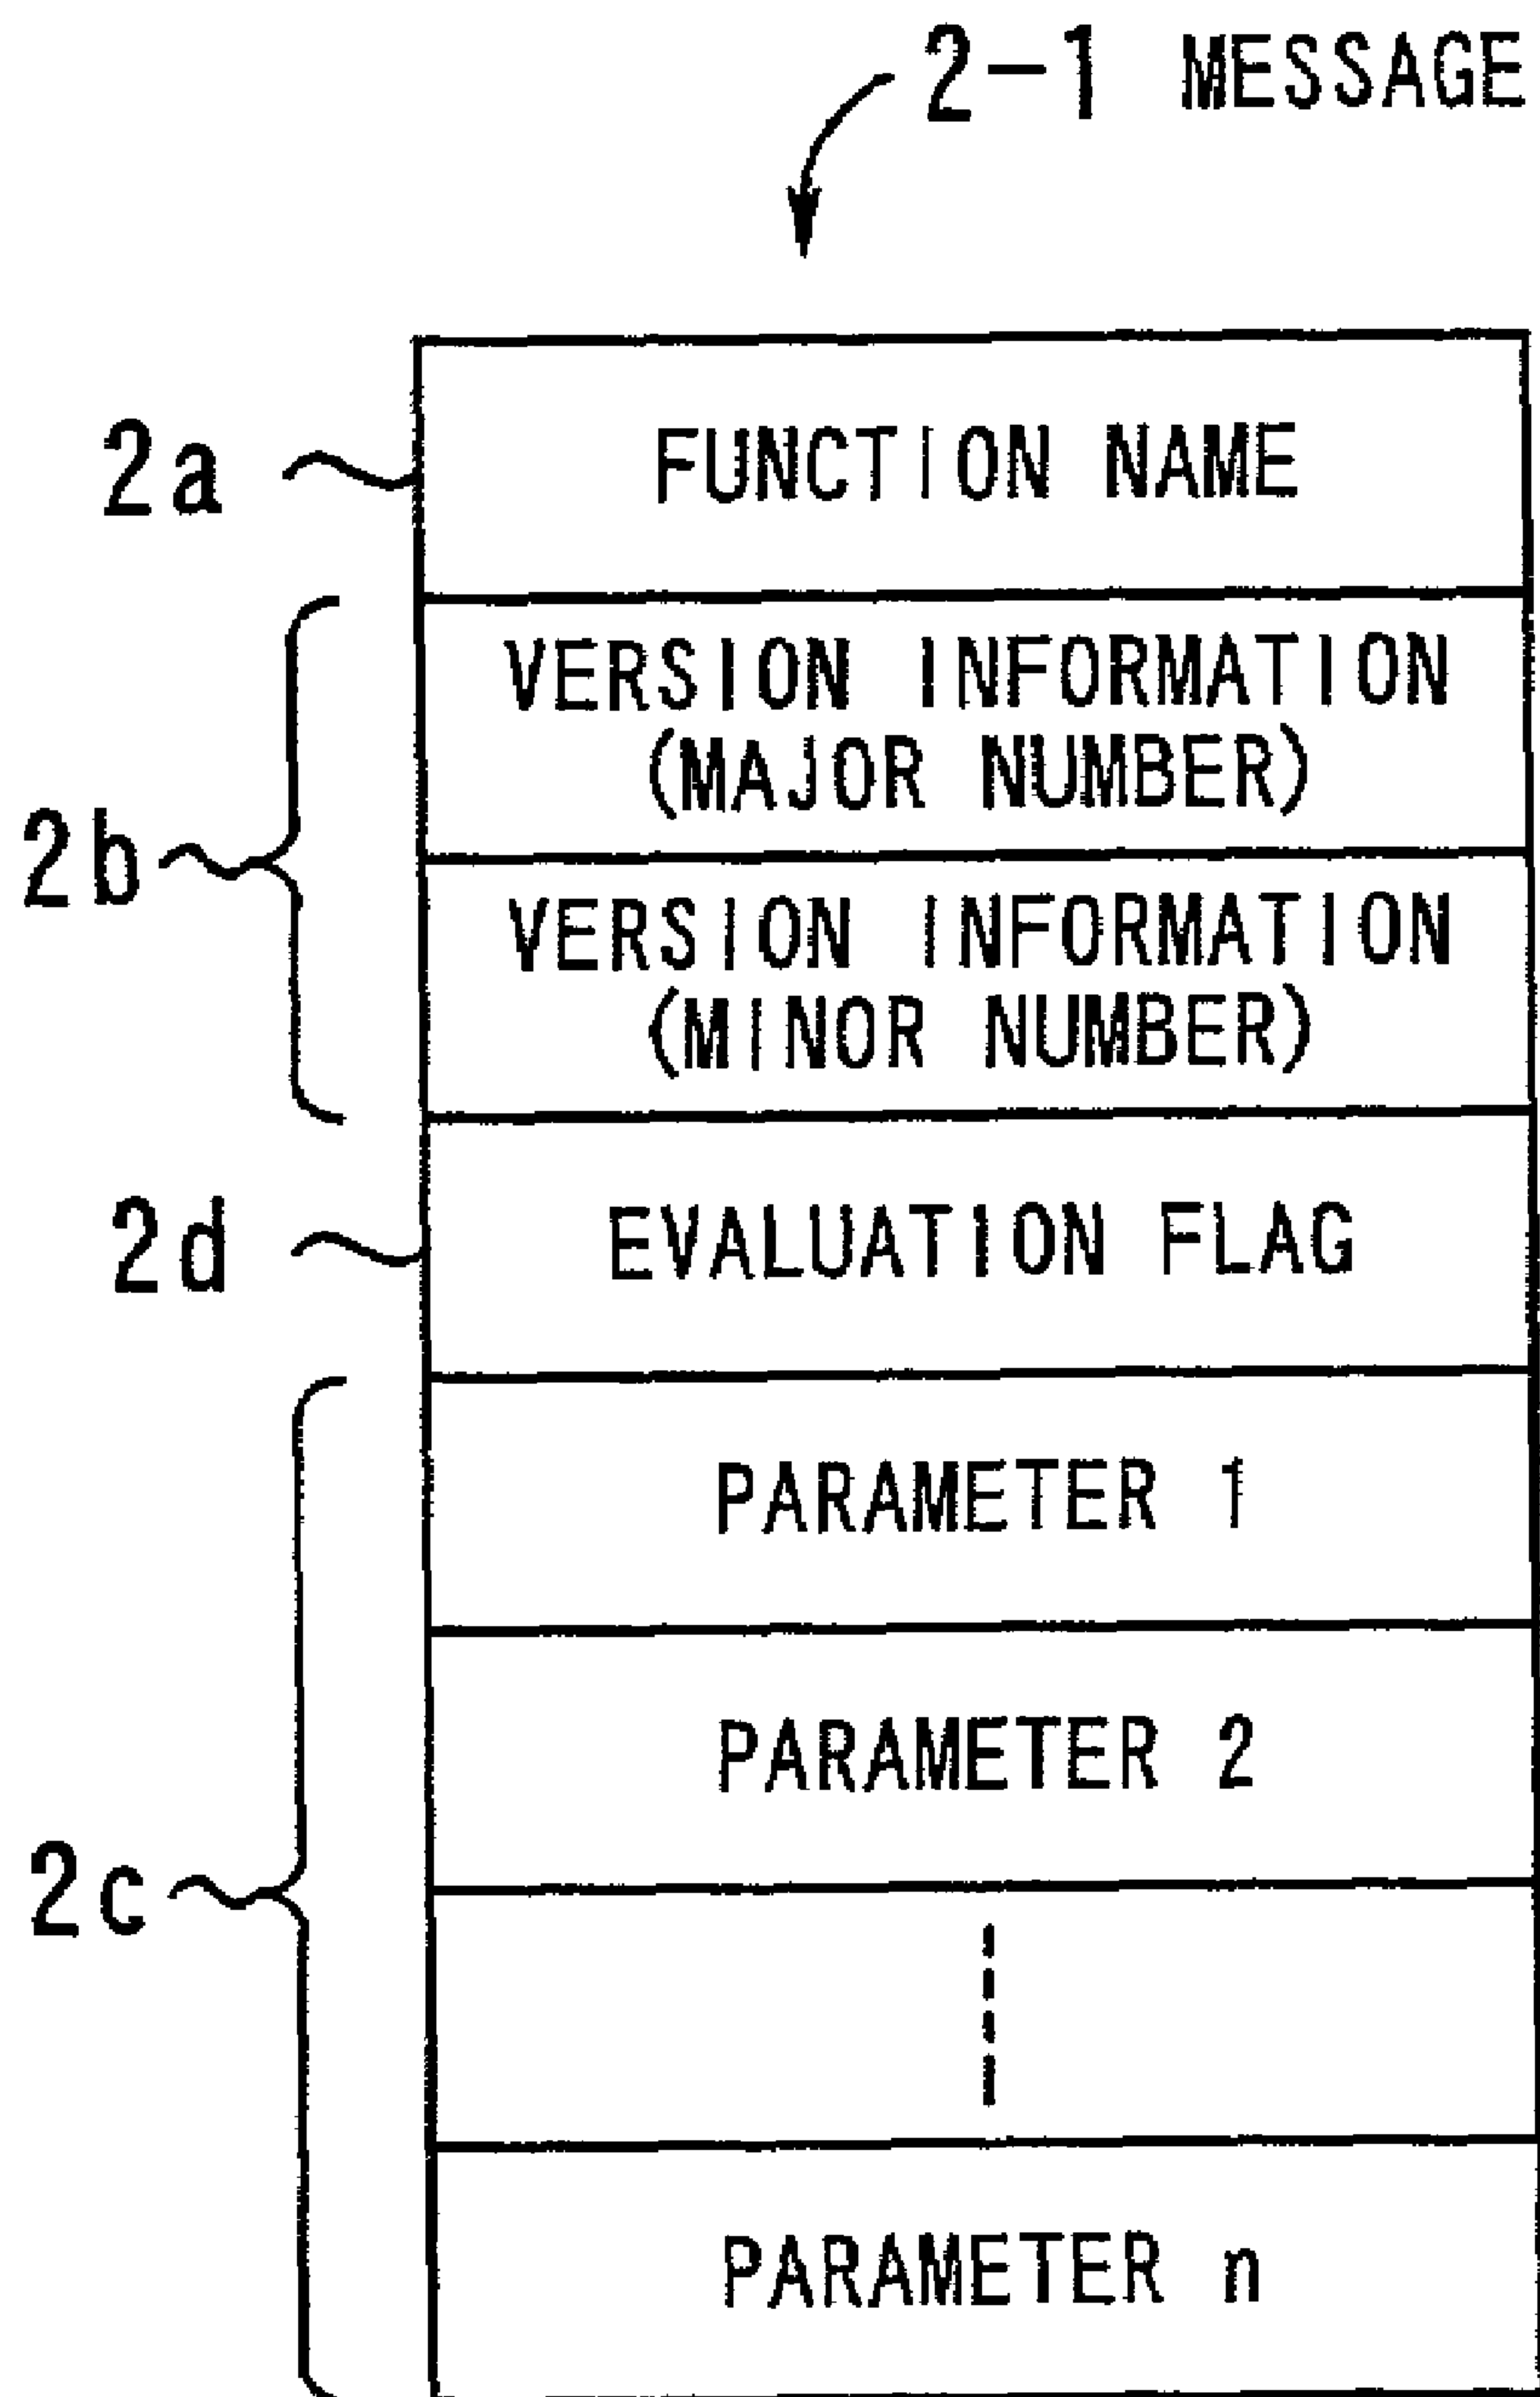 2-1 MESSAGE
2a
FUNCTION NAME
VERSION INFORMATION
(MAJOR NUMBER)
2b
VERSION INFORMATION
(MINOR NUMBER)
2d
EVALUATION FLAG
PARAMETER 1
PARAMETER 2
2c
PARAMETER n